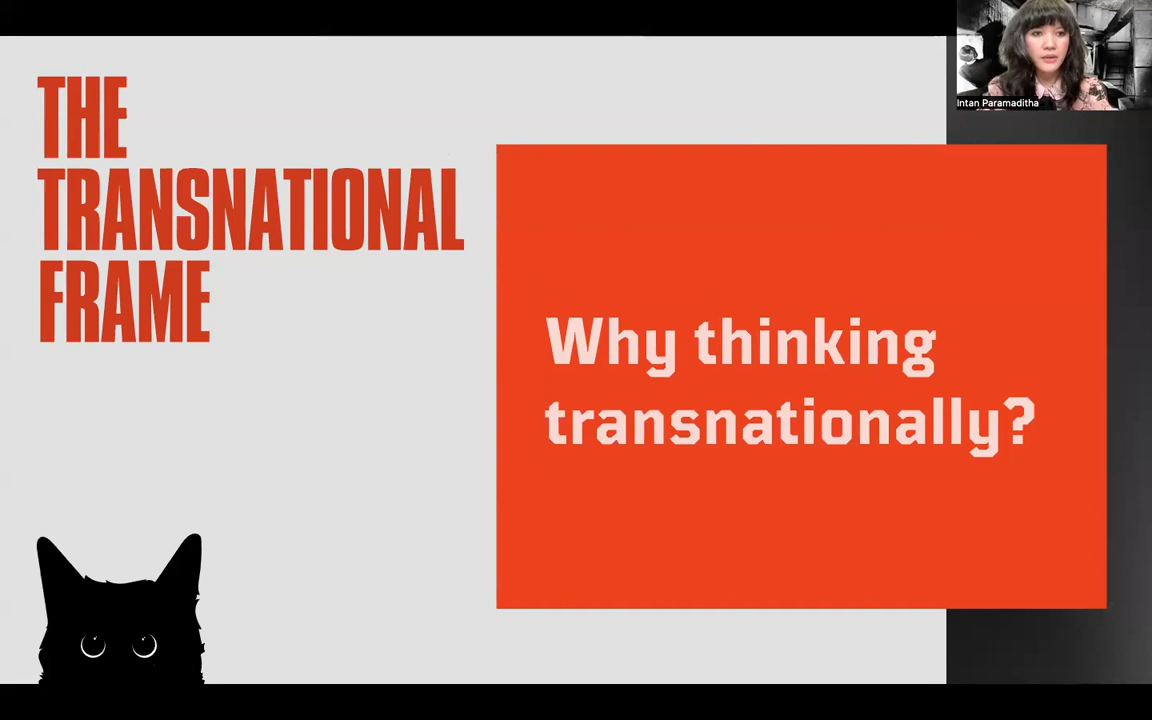 THE
TRANSNATIONAL
FRAME
Why thinking
transnationally?
Intan Paramaditha